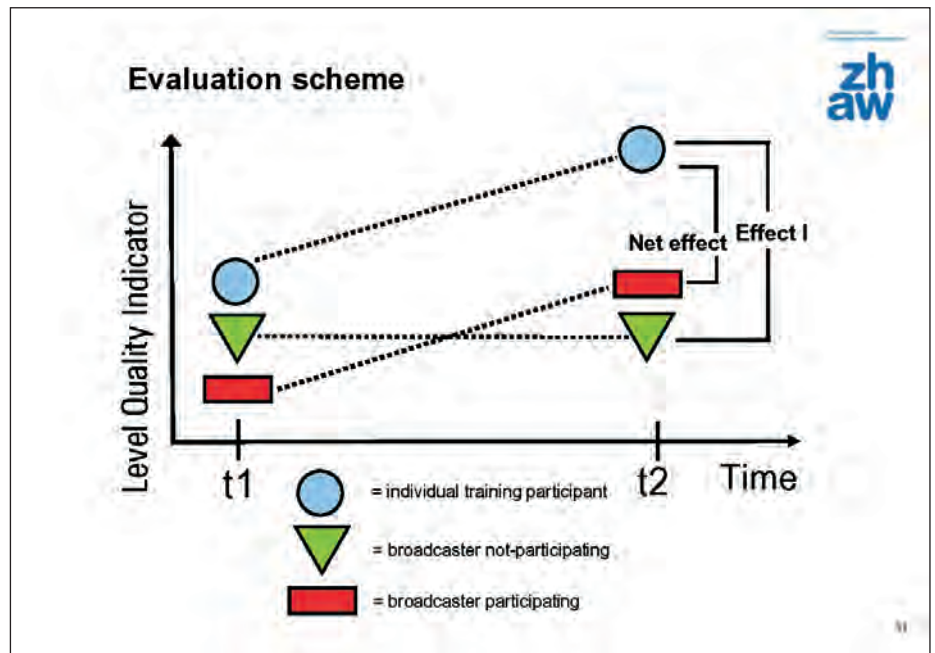 zh
aw
Evaluation scheme
Level Quality Indicator
Net effect
Effect I
t1
t2
Time
= individual training participant
= broadcaster not-participating
= broadcaster participating